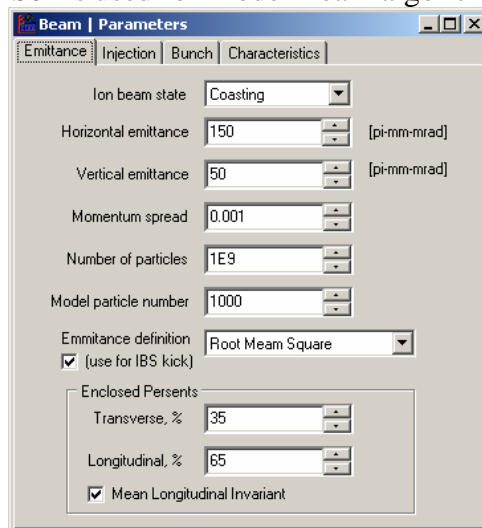 Beam | Parameters
Emittance Injection Bunch Characteristics
Ion beam state Coasting
Horizontal emittance 150 [pi-mm-mrad]
Vertical emittance 50 [pi-mm-mrad]
Momentum spread 0.001
Number of particles 1E9
Model particle number 1000
Emmitance definition
(use for IBS kick) Root Meam Square
Enclosed Persents
Transverse, % 35
Longitudinal, % 65
Mean Longitudinal Invariant